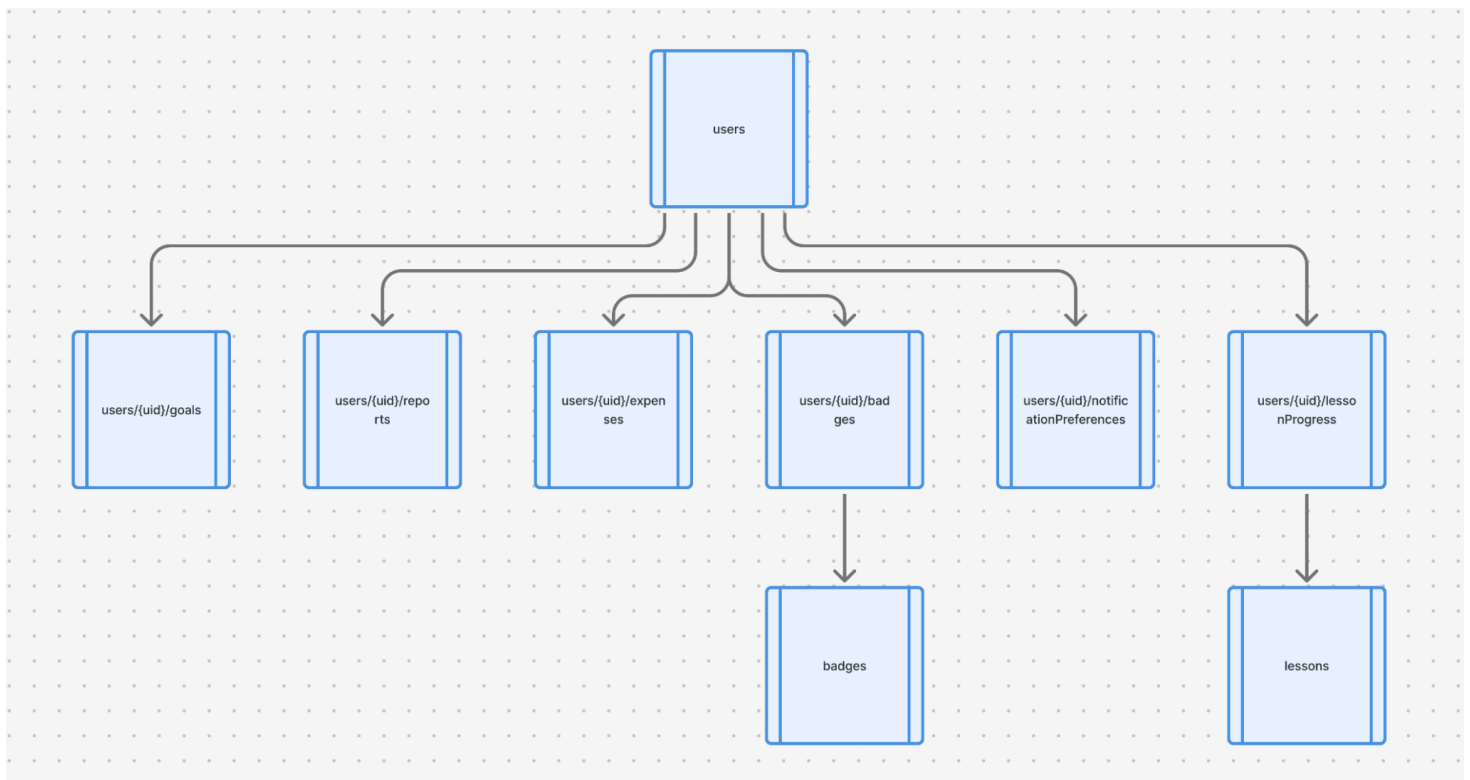 users
users/{uid}/goals
users/{uid}/repo
rts
users/{uid}/expen
ses
users/{uid}/bad
ges
users/{uid}/notific
ationPreferences
users/{uid}/lesso
nProgress
badges
lessons